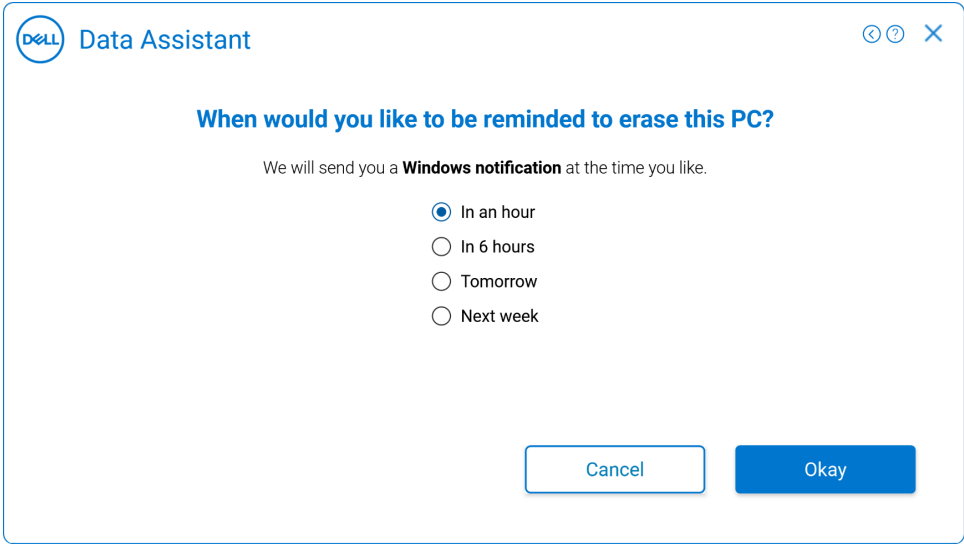 DELL Data Assistant
When would you like to be reminded to erase this PC?
We will send you a Windows notification at the time you like.
In an hour
In 6 hours
Tomorrow
Next week
Cancel Okay